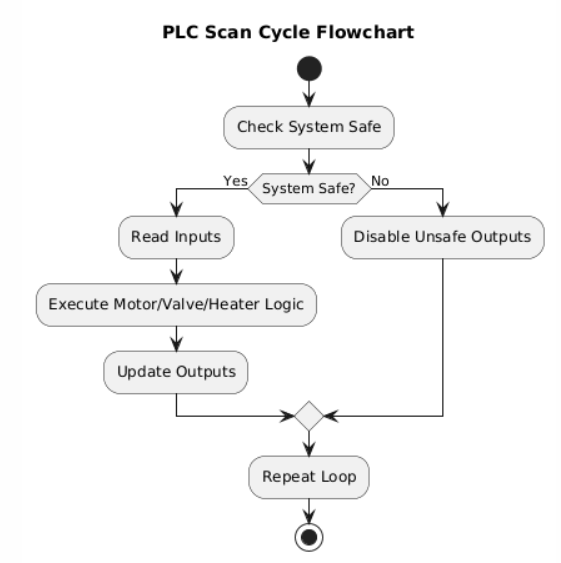 PLC Scan Cycle Flowchart
Check System Safe
Yes
System Safe?
No
Read Inputs
Disable Unsafe Outputs
Execute Motor/Valve/Heater Logic
Update Outputs
Repeat Loop